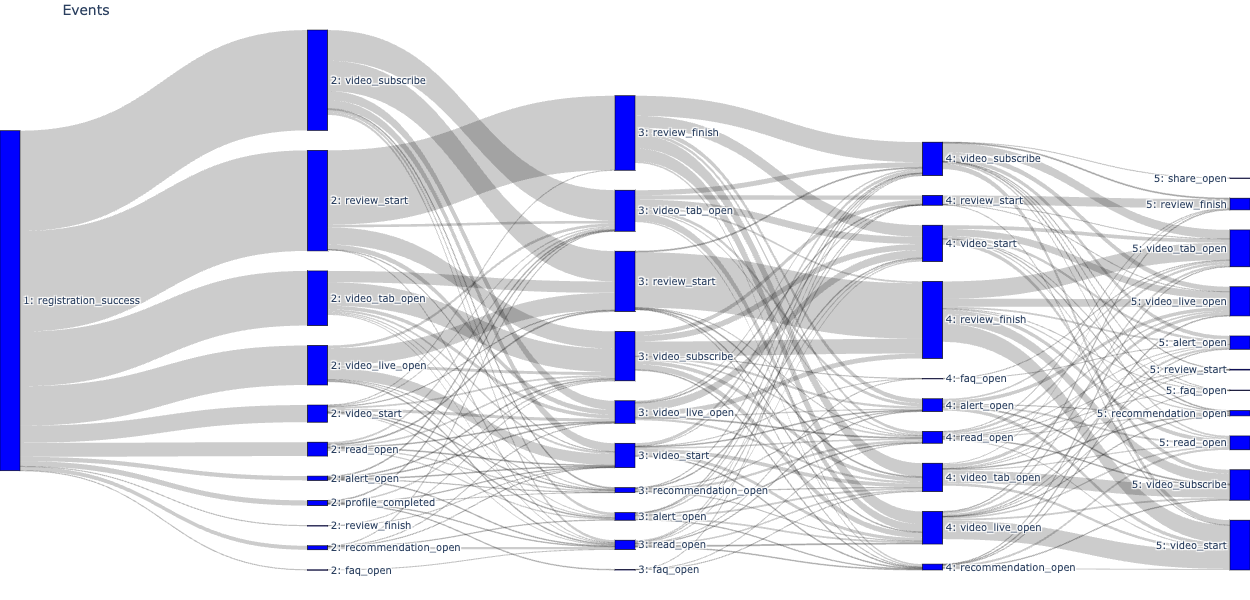 Events
1: registration_success
2: video_subscribe
2: review_start
2: video_tab_open
2: video_live_open
2: video_start
2: read_open
2: alert_open
2: profile_completed
2: review_finish
2: recommendation_open
2: faq_open
3: review_finish
3: video_tab_open
3: review_start
3: video_subscribe
3: video_live_open
3: video_start
3: recommendation_open
3: alert_open
3: read_open
3: faq_open
4: video_subscribe
4: review_start
4: video_start
4: review_finish
4: faq_open
4: alert_open
4: read_open
4: video_tab_open
4: video_live_open
4: recommendation_open
5: share_open
5: review_finish
5: video_tab_open
5: video_live_open
5: alert_open
5: review_start
5: faq_open
5: recommendation_open
5: read_open
5: video_subscribe
5: video_start